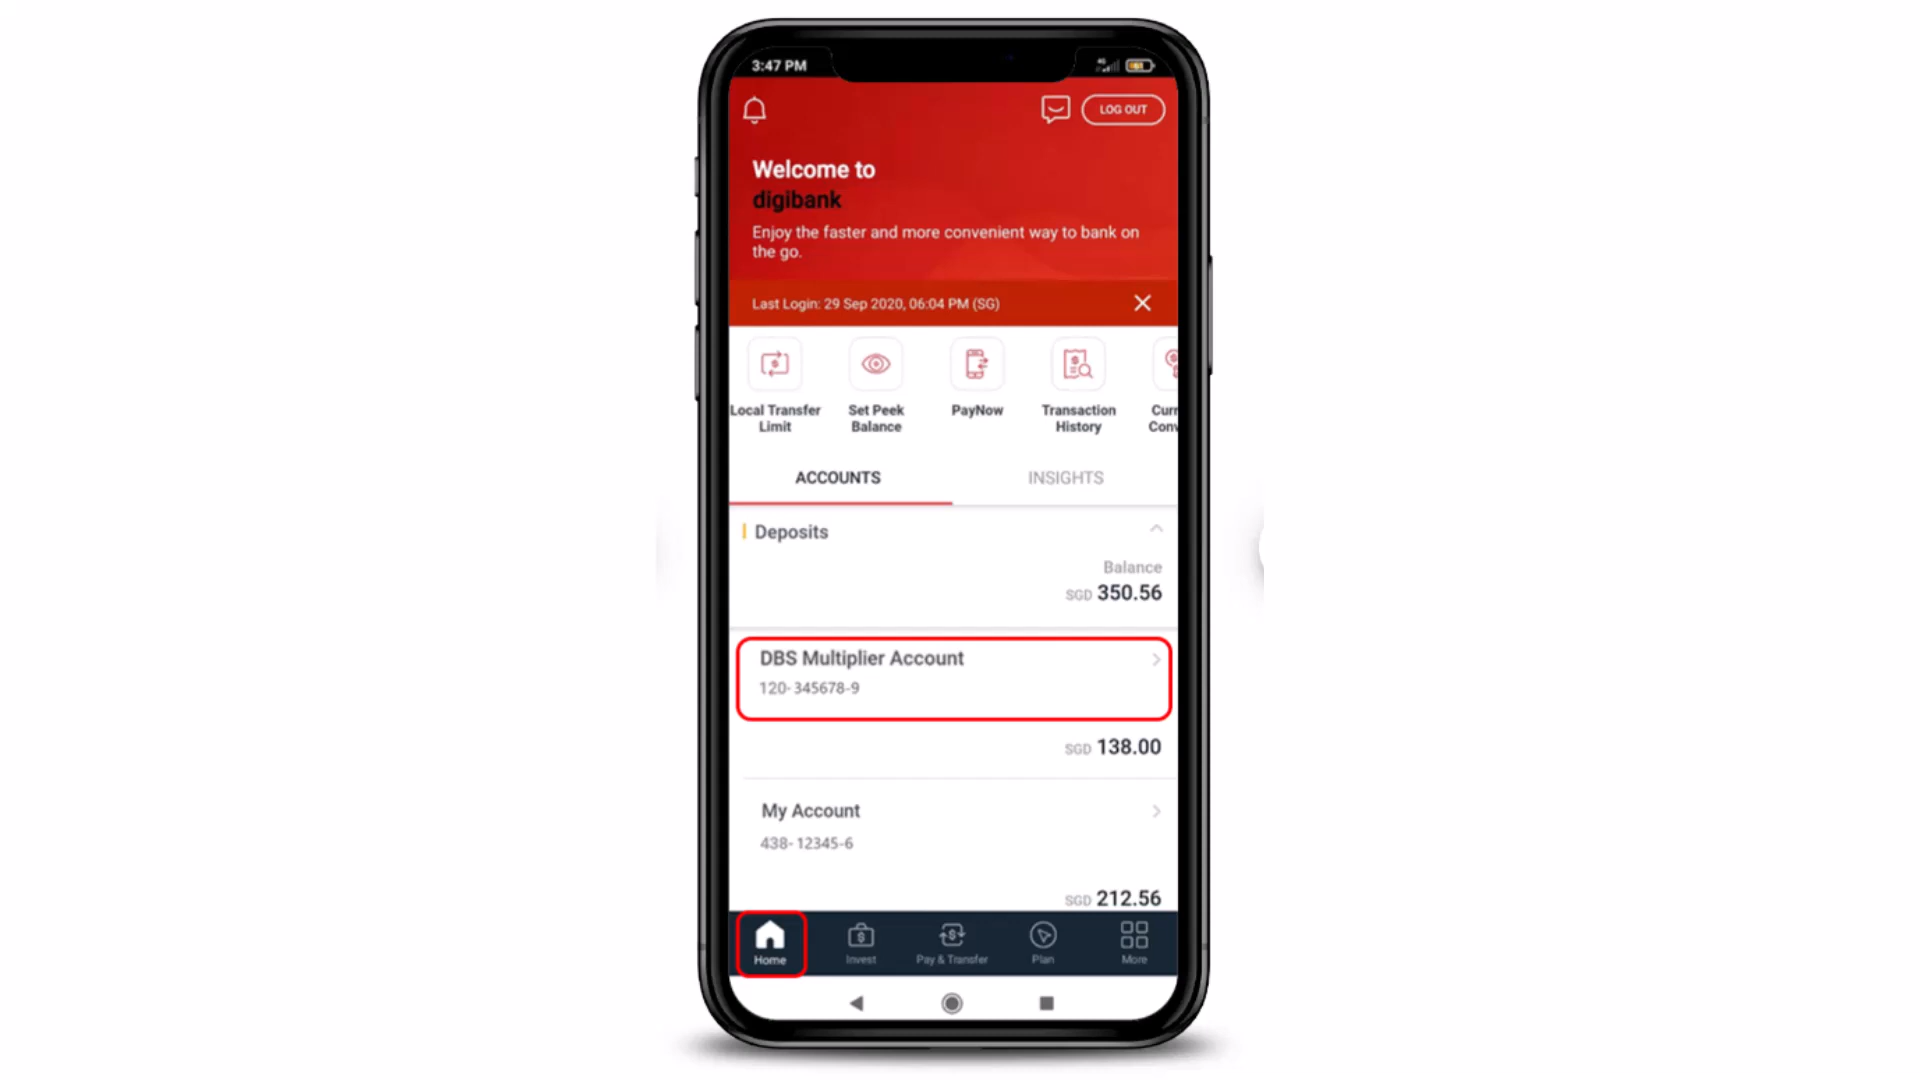 3:47 PM
LOG OUT
Welcome to
digibank
Enjoy the faster and more convenient way to bank on
the go.
Last Login: 29 Sep 2020, 06:04 PM (SG)
Local Transfer
Limit
Set Peek
Balance
PayNow
Transaction
History
Curr
Conv
ACCOUNTS
INSIGHTS
Deposits
Balance
SGD 350.56
DBS Multiplier Account
120-345678-9
SGD 138.00
My Account
438-12345-6
SGD 212.56
Home
Invest
Pay & Transfer
Plan
More